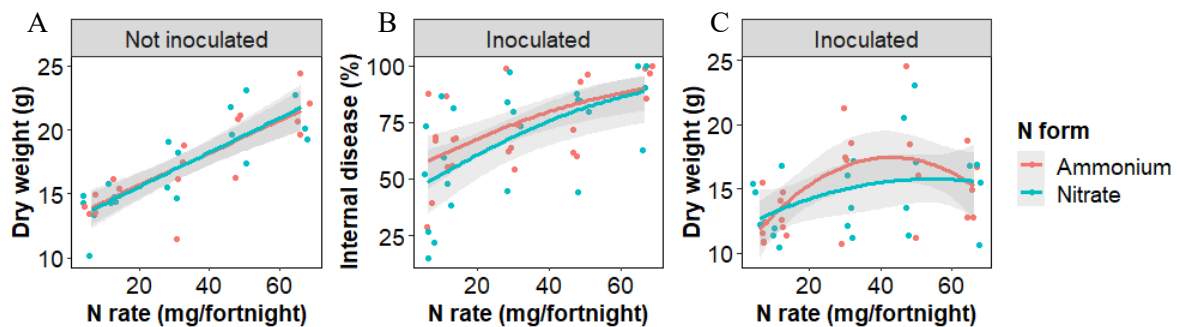 A
Not inoculated
Dry weight (g)
25
20
15
10
20
40
60
N rate (mg/fortnight)
B
Inoculated
Internal disease (%)
100
75
50
25
20
40
60
N rate (mg/fortnight)
C
Inoculated
Dry weight (g)
25
20
15
10
20
40
60
N rate (mg/fortnight)
N form
Ammonium
Nitrate